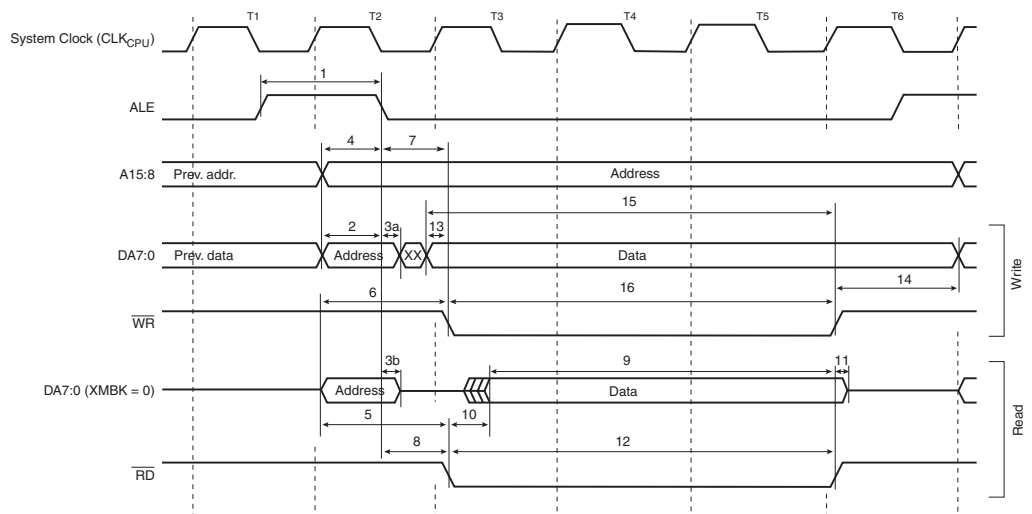 T1 T2 T3 T4 T5 T6
System Clock (CLKCPU)
1
ALE
4 7
A15:8 Prev. addr. Address
15
2 3a 13
DA7:0 Prev. data Address XX Data
6 16 14
WR
Write
3b 9 11
DA7:0 (XMBK = 0) Address Data
5 10
8 12
RD
Read